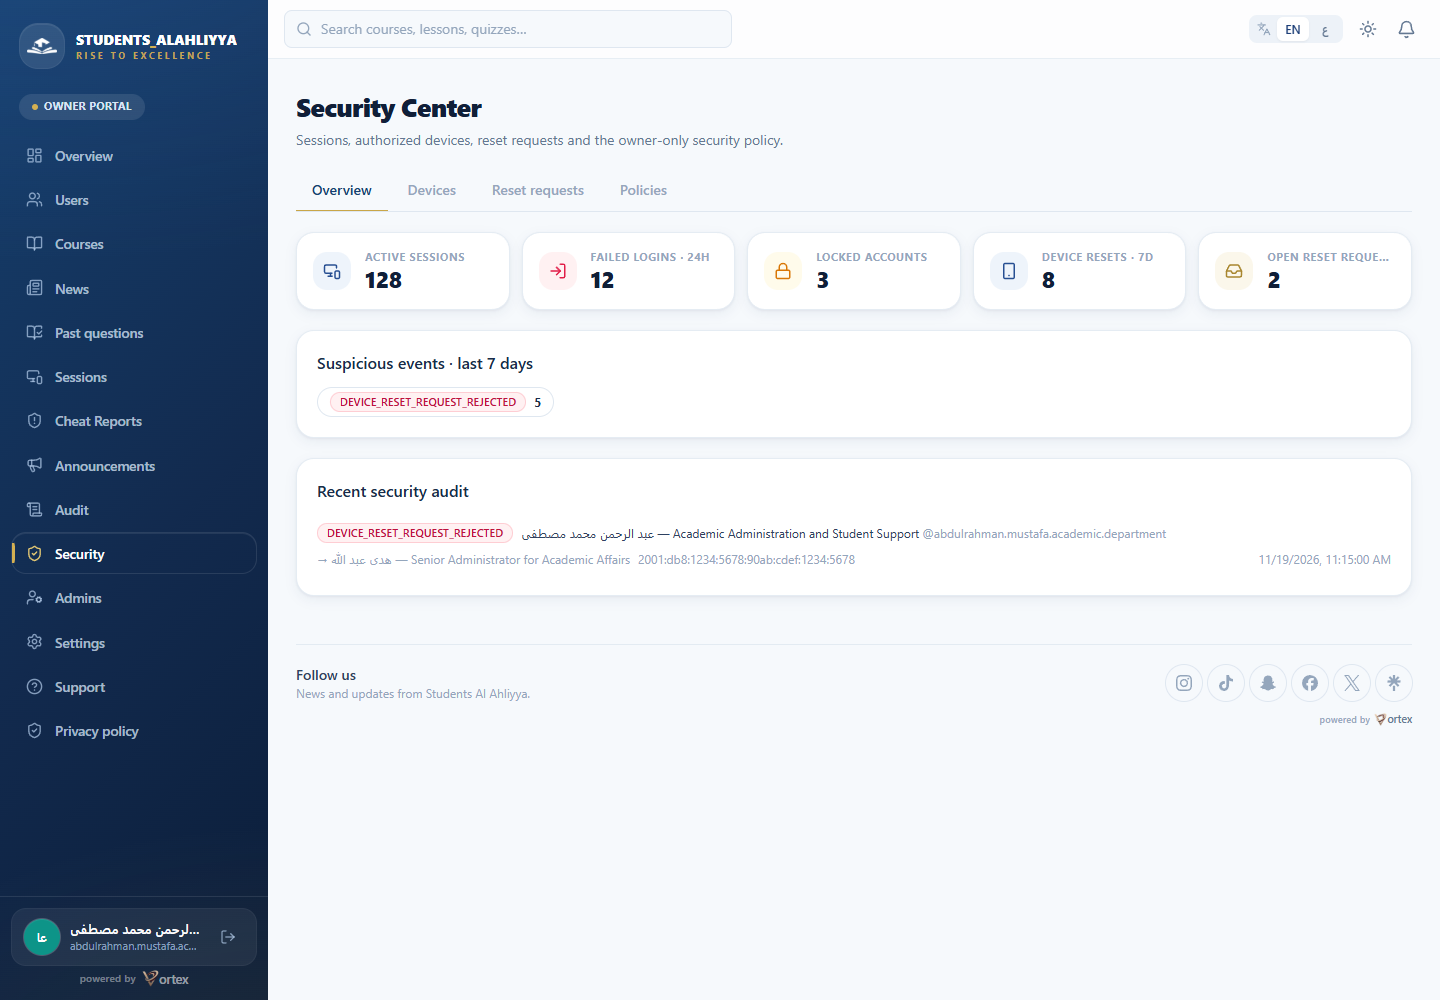 STUDENTS_ALAHLIYYA
RISE TO EXCELLENCE
OWNER PORTAL
Overview
Users
Courses
News
Past questions
Sessions
Cheat Reports
Announcements
Audit
Security
Admins
Settings
Support
Privacy policy
عا
...لرحمن محمد مصطفى
abdulrahman.mustafa.ac...
powered by Vortex
Search courses, lessons, quizzes...
EN
ع
Security Center
Sessions, authorized devices, reset requests and the owner-only security policy.
Overview Devices Reset requests Policies
ACTIVE SESSIONS
128
FAILED LOGINS · 24H
12
LOCKED ACCOUNTS
3
DEVICE RESETS · 7D
8
OPEN RESET REQUE...
2
Suspicious events · last 7 days
DEVICE_RESET_REQUEST_REJECTED 5
Recent security audit
DEVICE_RESET_REQUEST_REJECTED عبد الرحمن محمد مصطفى — Academic Administration and Student Support @abdulrahman.mustafa.academic.department
→ هدى عبد الله — Senior Administrator for Academic Affairs 2001:db8:1234:5678:90ab:cdef:1234:5678 11/19/2026, 11:15:00 AM
Follow us
News and updates from Students Al Ahliyya.
powered by Vortex